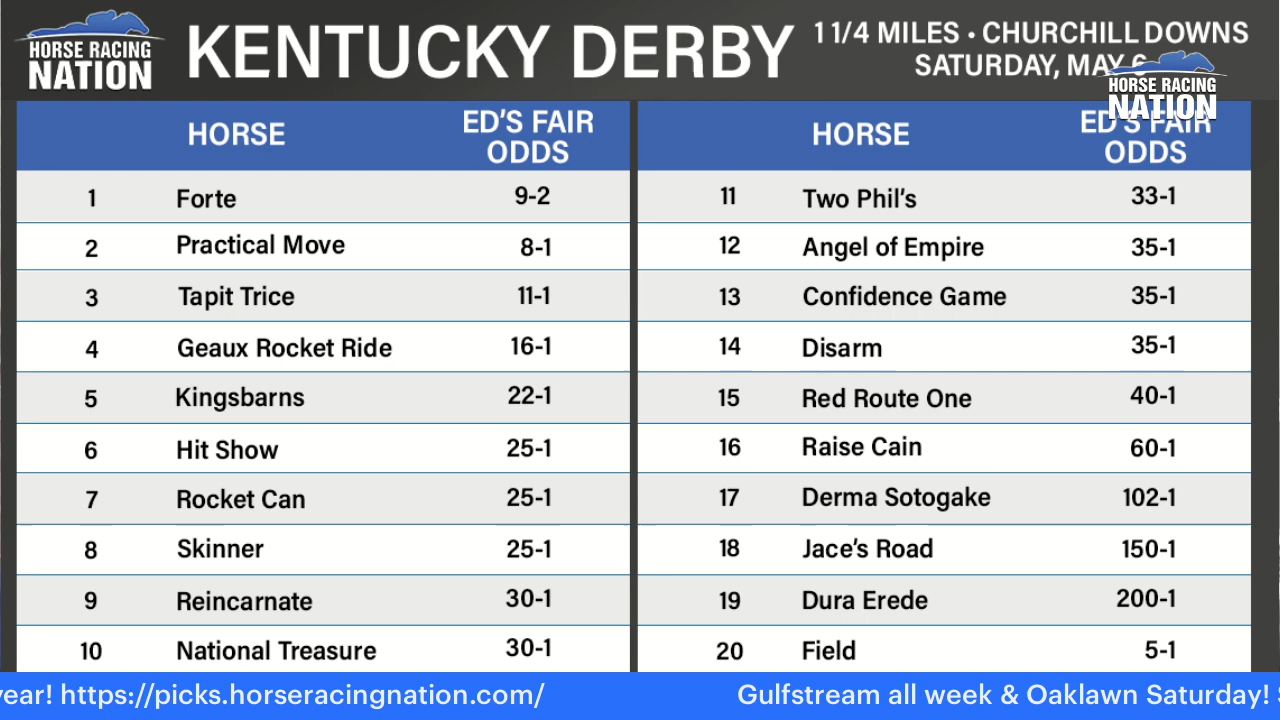 HORSE RACING
NATION
KENTUCKY DERBY
1 1/4 MILES • CHURCHILL DOWNS
SATURDAY, MAY 6
HORSE RACING
NATION
HORSE ED'S FAIR ODDS
1 Forte 9-2
2 Practical Move 8-1
3 Tapit Trice 11-1
4 Geaux Rocket Ride 16-1
5 Kingsbarns 22-1
6 Hit Show 25-1
7 Rocket Can 25-1
8 Skinner 25-1
9 Reincarnate 30-1
10 National Treasure 30-1
HORSE ED'S FAIR ODDS
11 Two Phil's 33-1
12 Angel of Empire 35-1
13 Confidence Game 35-1
14 Disarm 35-1
15 Red Route One 40-1
16 Raise Cain 60-1
17 Derma Sotogake 102-1
18 Jace's Road 150-1
19 Dura Erede 200-1
20 Field 5-1
year! https://picks.horseracingnation.com/ Gulfstream all week & Oaklawn Saturday!